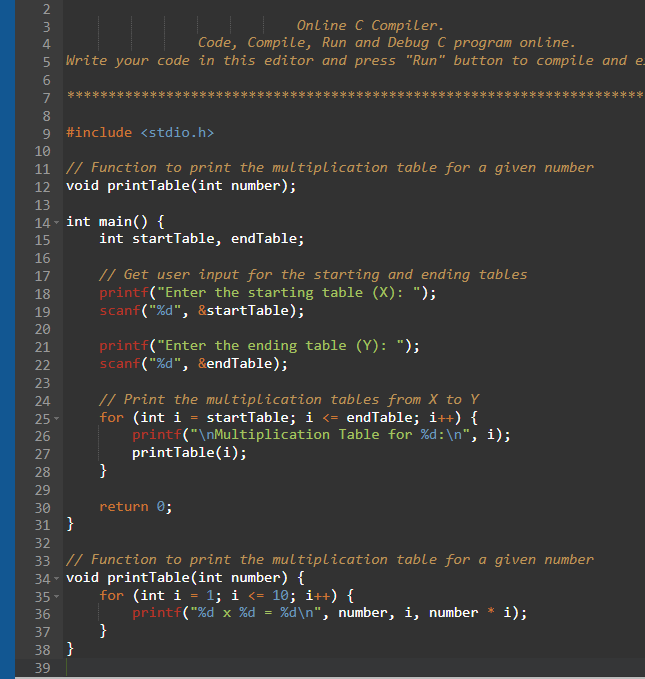 2
3 Online C Compiler.
4 Code, Compile, Run and Debug C program online.
5 Write your code in this editor and press "Run" button to compile and
6
7 **********************************************************************
8
9 #include <stdio.h>
10
11 // Function to print the multiplication table for a given number
12 void printTable(int number);
13
14 int main() {
15     int startTable, endTable;
16
17     // Get user input for the starting and ending tables
18     printf("Enter the starting table (X): ");
19     scanf("%d", &startTable);
20
21     printf("Enter the ending table (Y): ");
22     scanf("%d", &endTable);
23
24     // Print the multiplication tables from X to Y
25     for (int i = startTable; i <= endTable; i++) {
26         printf("\nMultiplication Table for %d:\n", i);
27         printTable(i);
28     }
29
30     return 0;
31 }
32
33 // Function to print the multiplication table for a given number
34 void printTable(int number) {
35     for (int i = 1; i <= 10; i++) {
36         printf("%d x %d = %d\n", number, i, number * i);
37     }
38 }
39